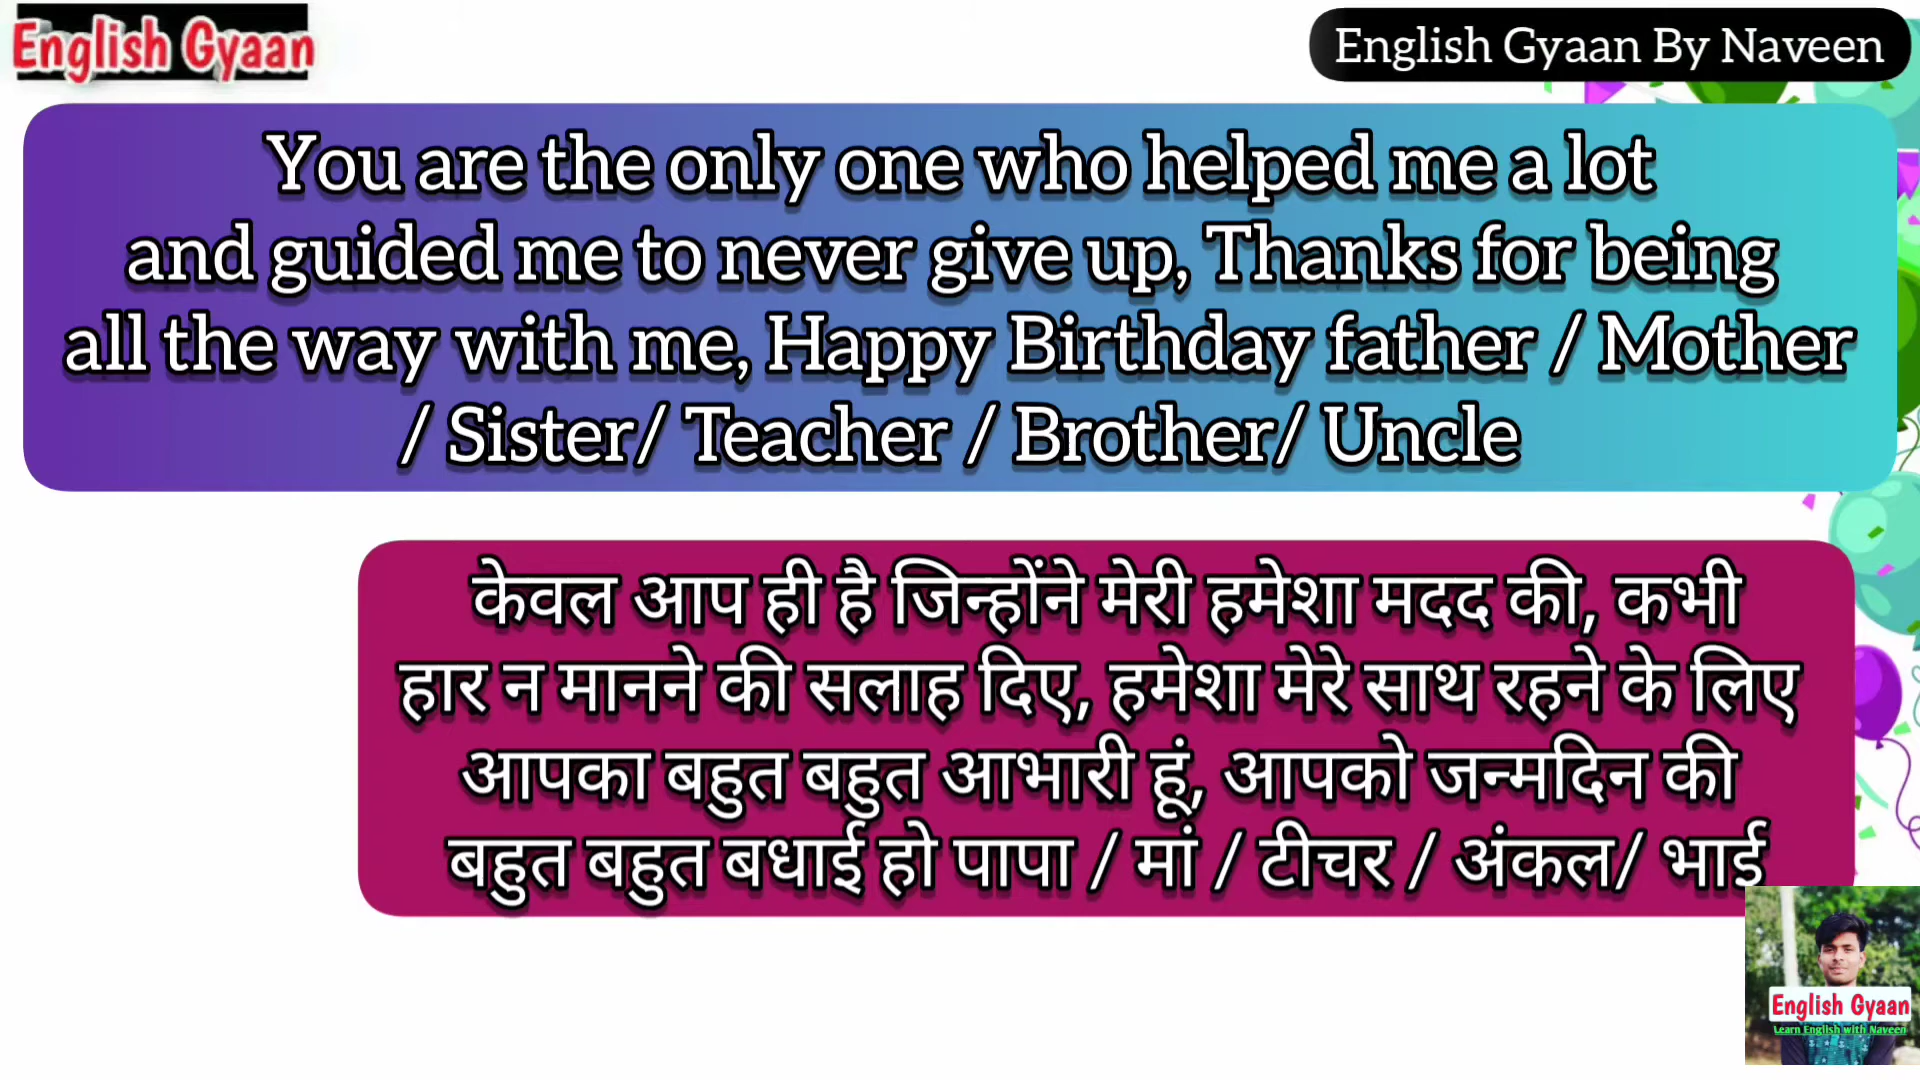 English Gyaan
English Gyaan By Naveen
You are the only one who helped me a lot
and guided me to never give up, Thanks for being
all the way with me, Happy Birthday father / Mother
/ Sister/ Teacher / Brother/ Uncle
केवल आप ही है जिन्होंने मेरी हमेशा मदद की, कभी
हार न मानने की सलाह दिए, हमेशा मेरे साथ रहने के लिए
आपका बहुत बहुत आभारी हूं, आपको जन्मदिन की
बहुत बहुत बधाई हो पापा / मां / टीचर / अंकल/ भाई
English Gyaan
Learn English with Naveen